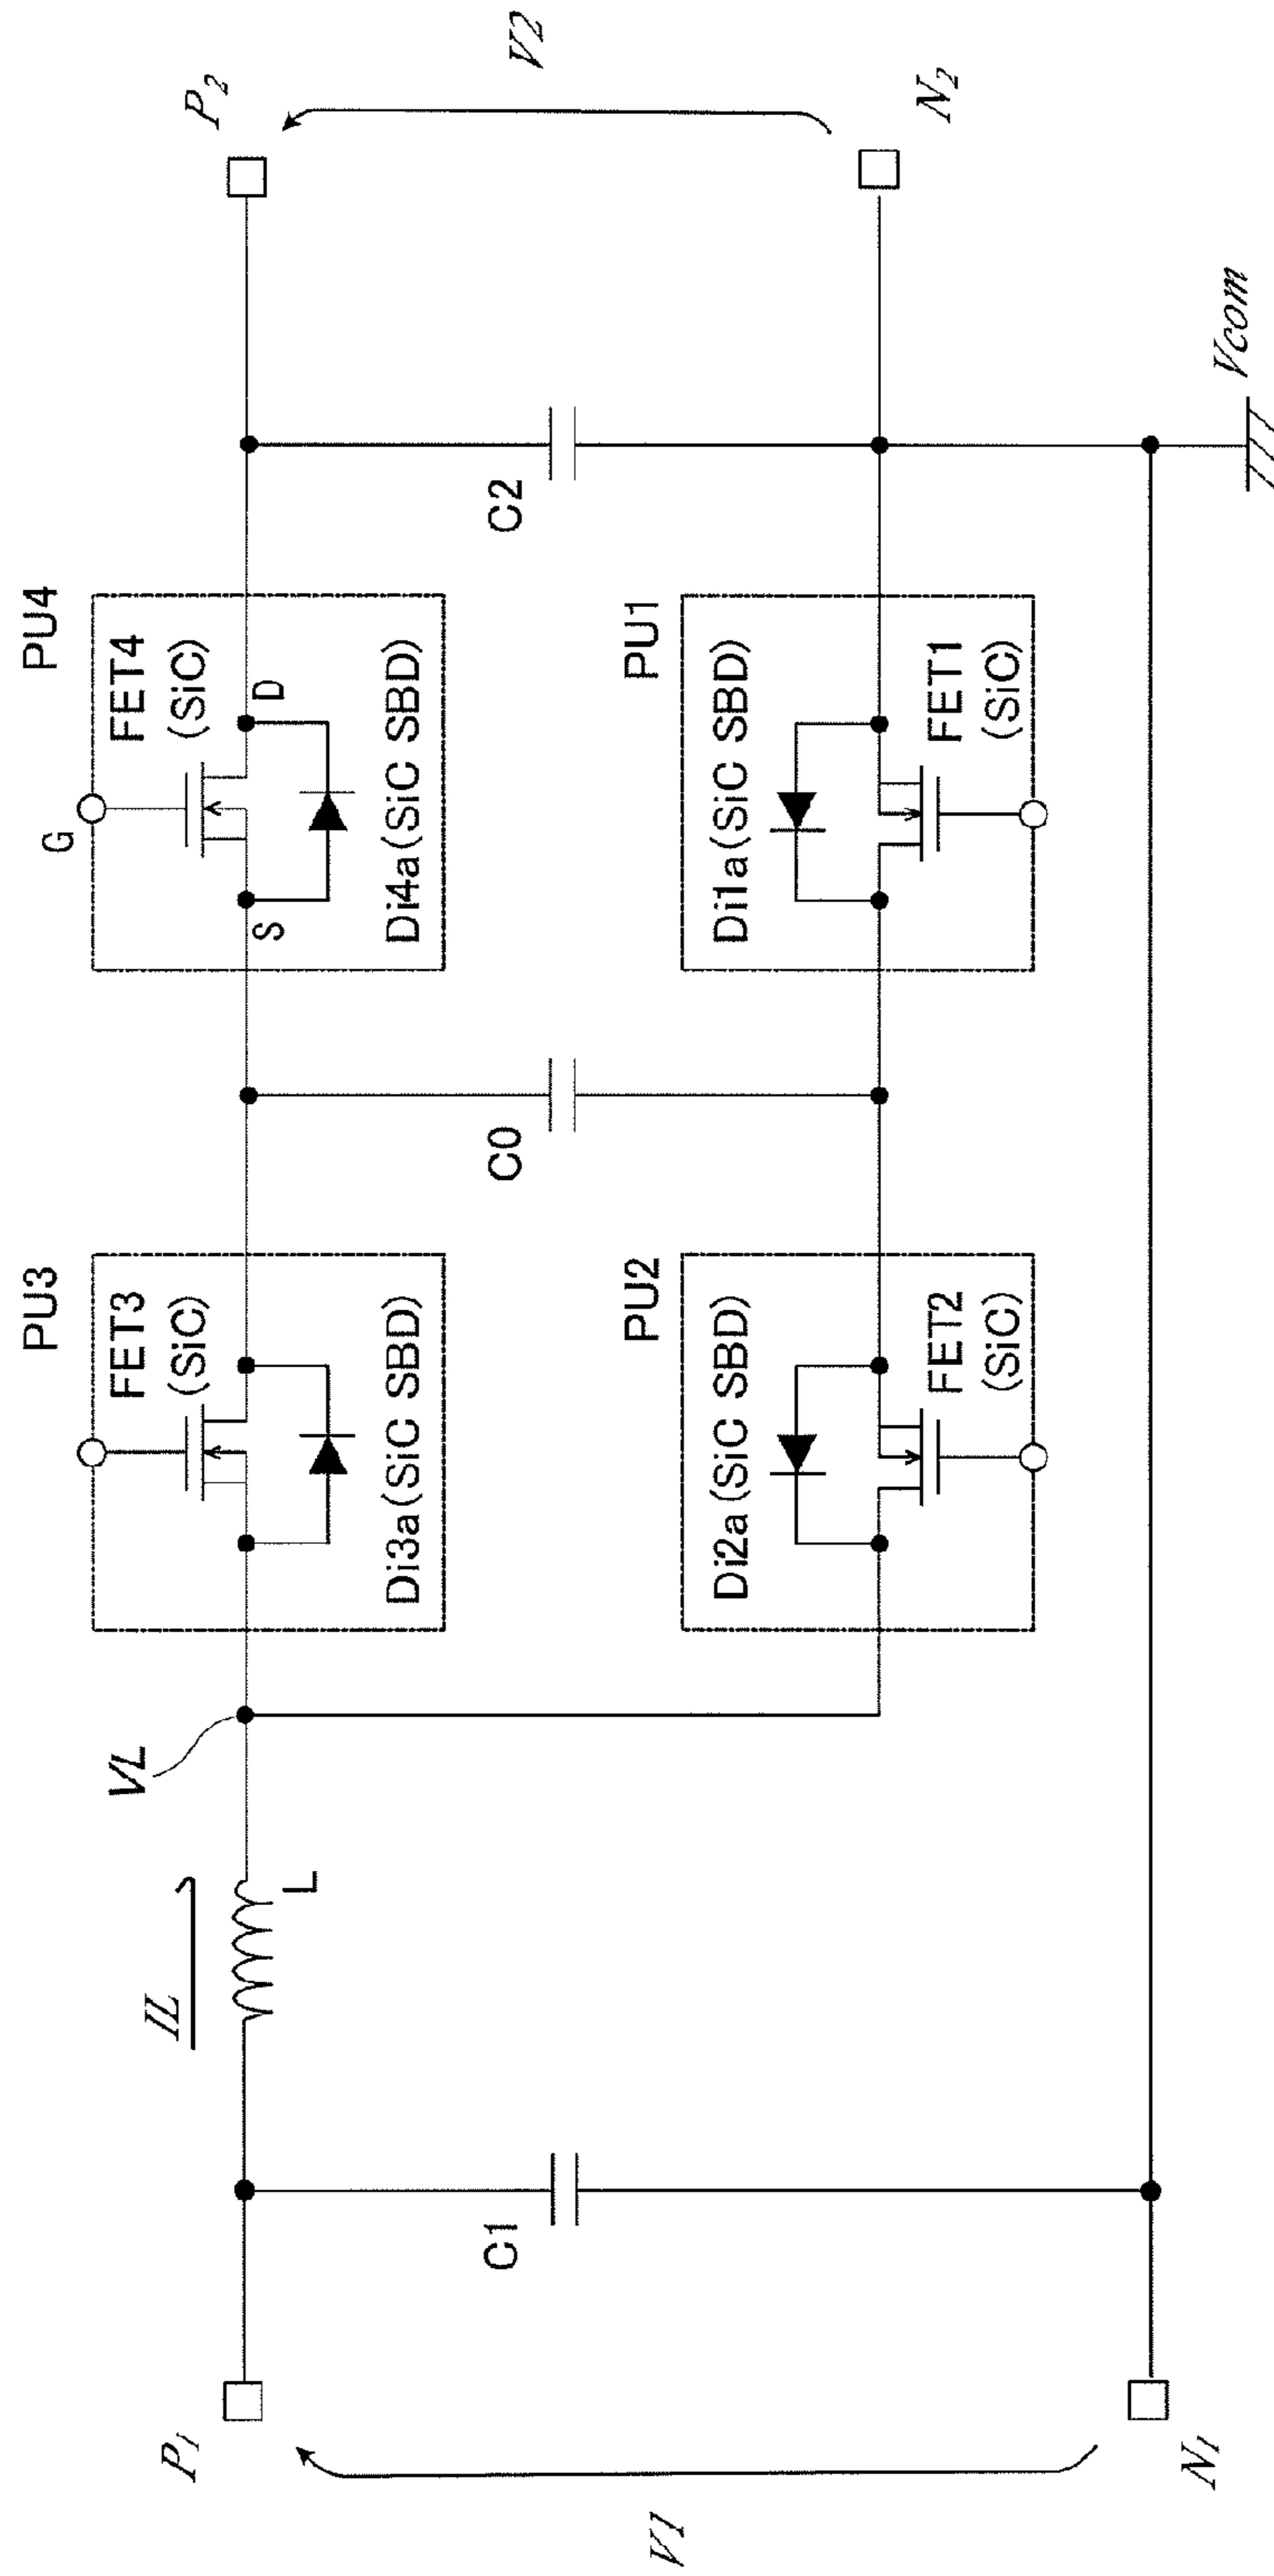 PU3
FET3
(SiC)
Di3a(SiC SBD)
PU4
G
FET4
(SiC)
S
D
Di4a(SiC SBD)
P₁
IL
L
VL
P₂
V1
C1
C0
C2
V2
PU2
Di2a(SiC SBD)
FET2
(SiC)
PU1
Di1a(SiC SBD)
FET1
(SiC)
N₂
N₁
Vcom